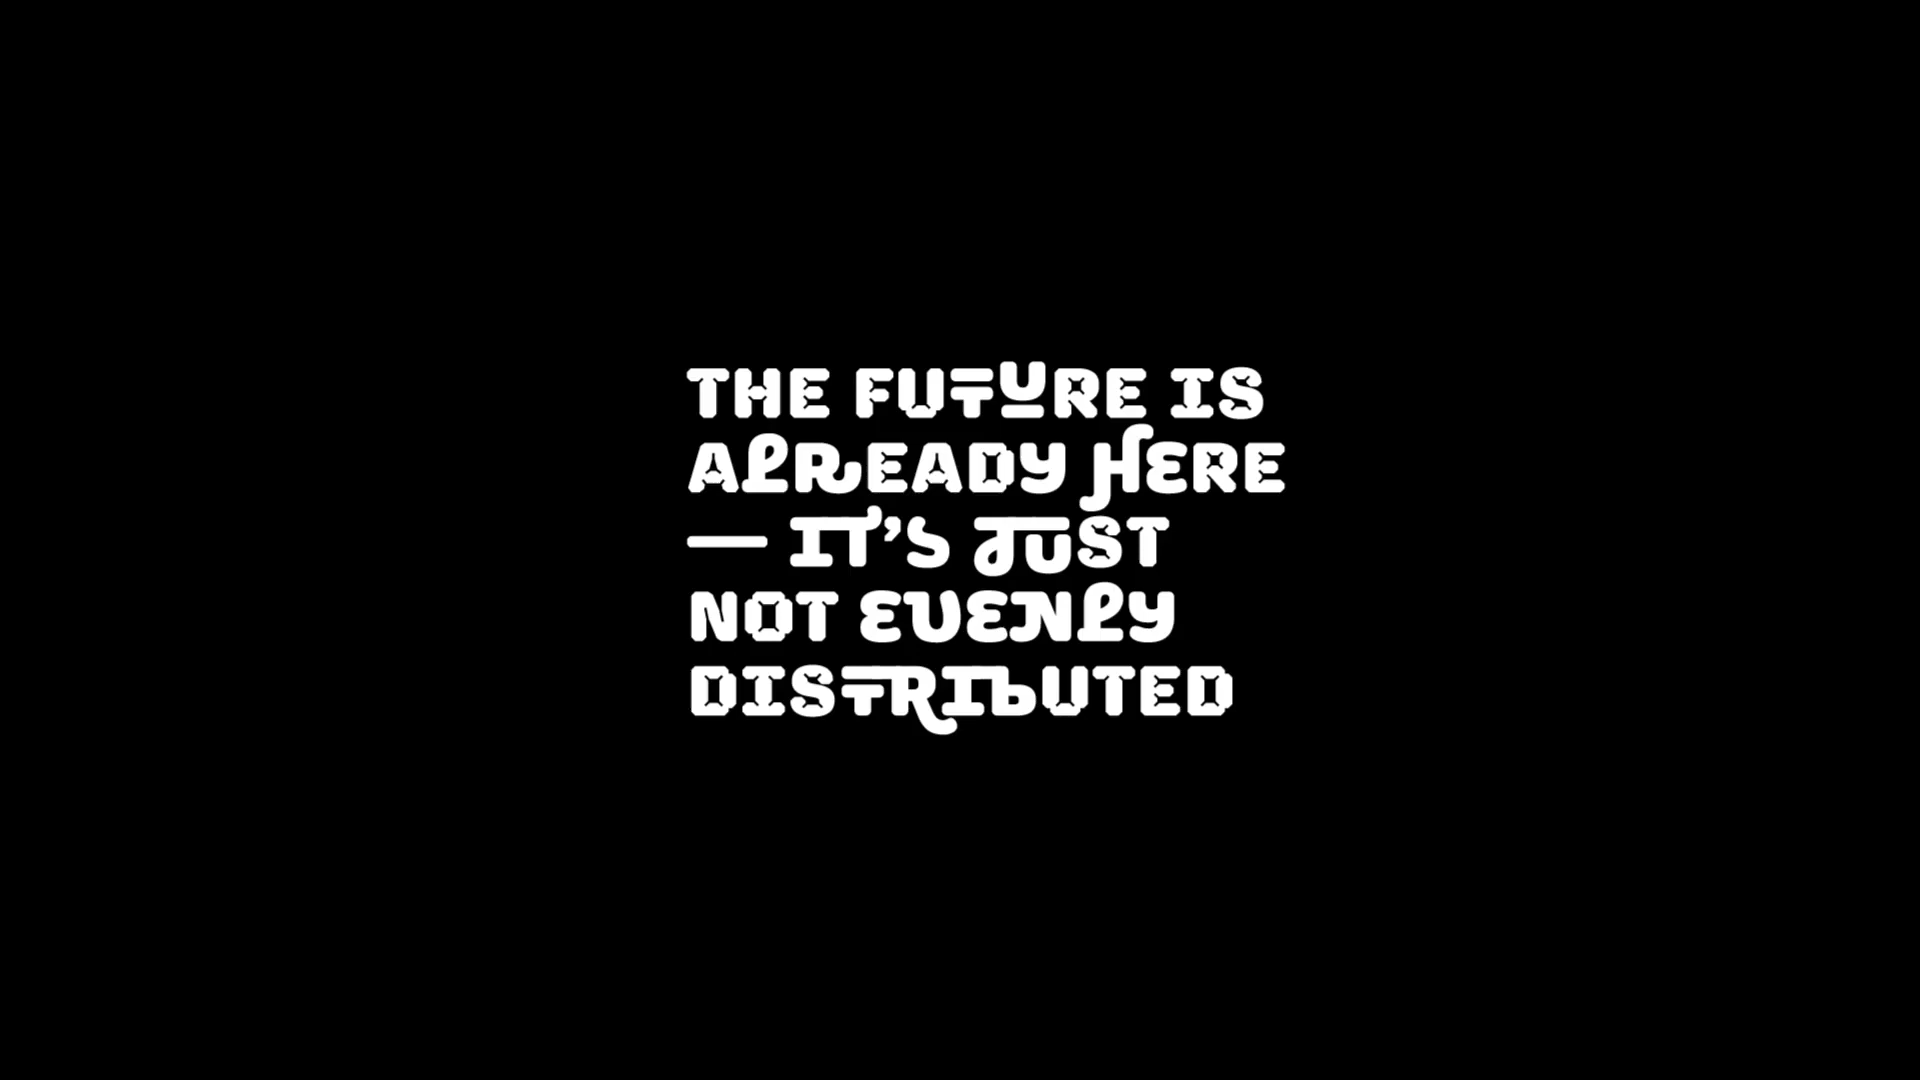 THE FUTURE IS
ALREADY HERE
— IT’S JUST
NOT EVENLY
DISTRIBUTED